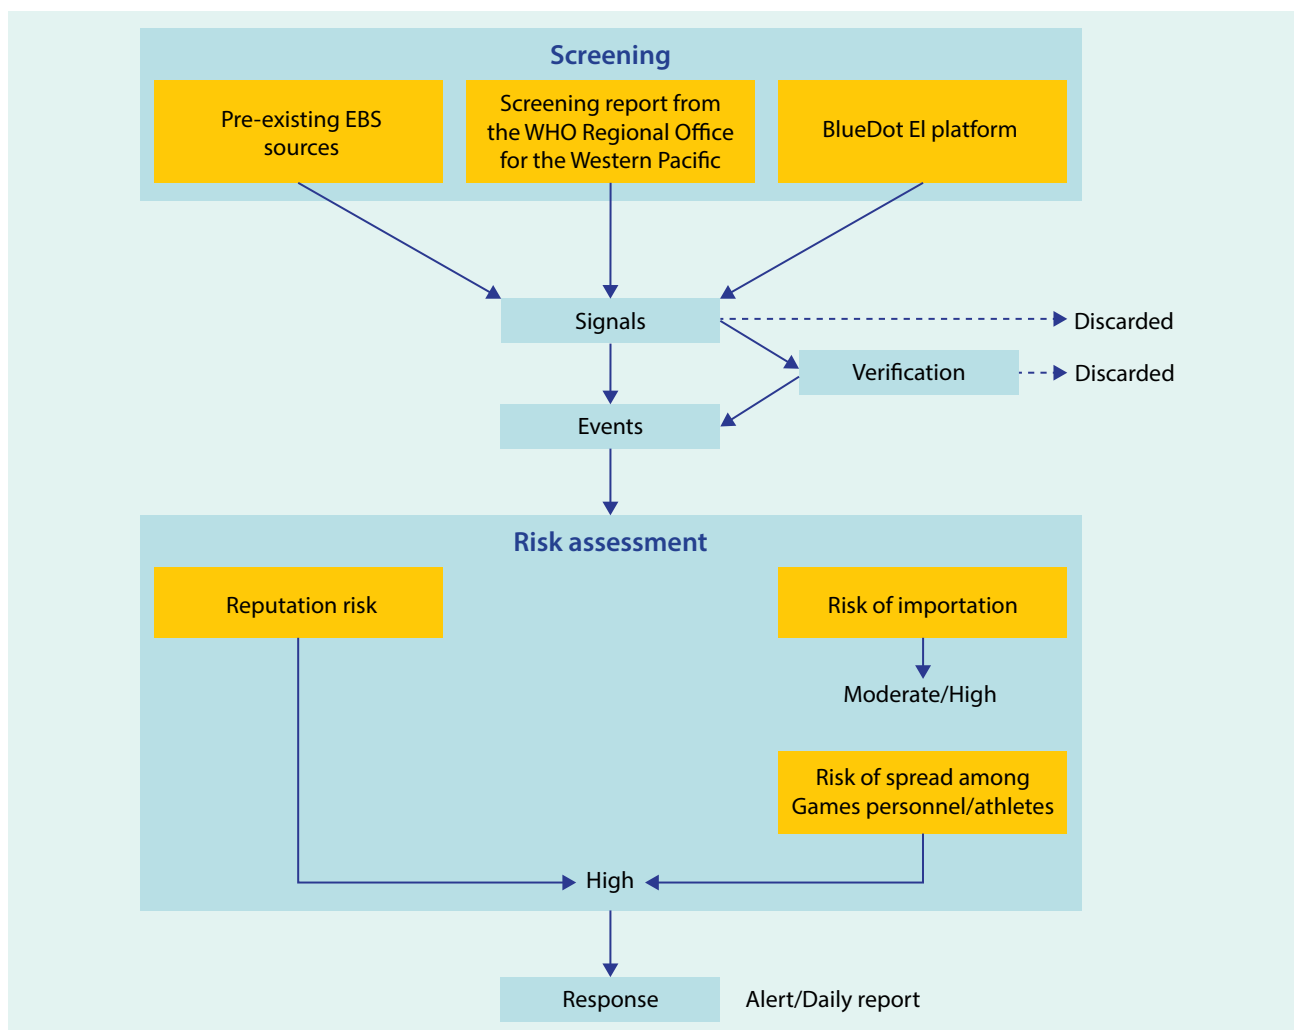 Screening
Pre-existing EBS
sources
Screening report from
the WHO Regional Office
for the Western Pacific
BlueDot EI platform
Signals
Discarded
Verification
Discarded
Events
Risk assessment
Reputation risk
Risk of importation
Moderate/High
Risk of spread among
Games personnel/athletes
High
Response
Alert/Daily report